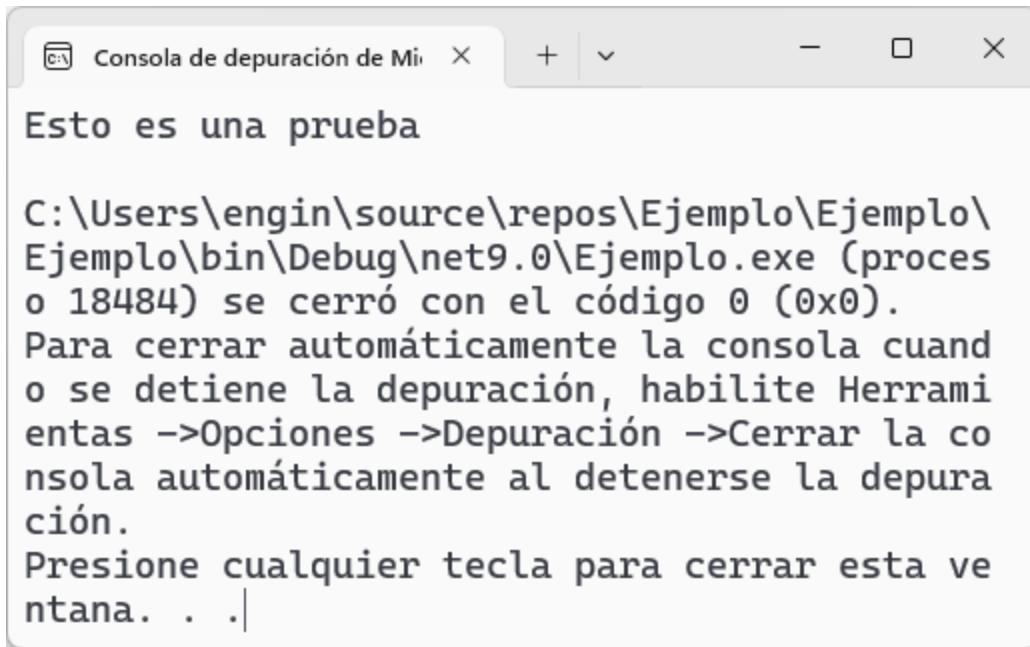 Consola de depuración de Mi
Esto es una prueba
C:\Users\engin\source\repos\Ejemplo\Ejemplo\
Ejemplo\bin\Debug\net9.0\Ejemplo.exe (proces
o 18484) se cerró con el código 0 (0x0).
Para cerrar automáticamente la consola cuand
o se detiene la depuración, habilite Herrami
entas ->Opciones ->Depuración ->Cerrar la co
nsola automáticamente al detenerse la depura
ción.
Presione cualquier tecla para cerrar esta ve
ntana. . .